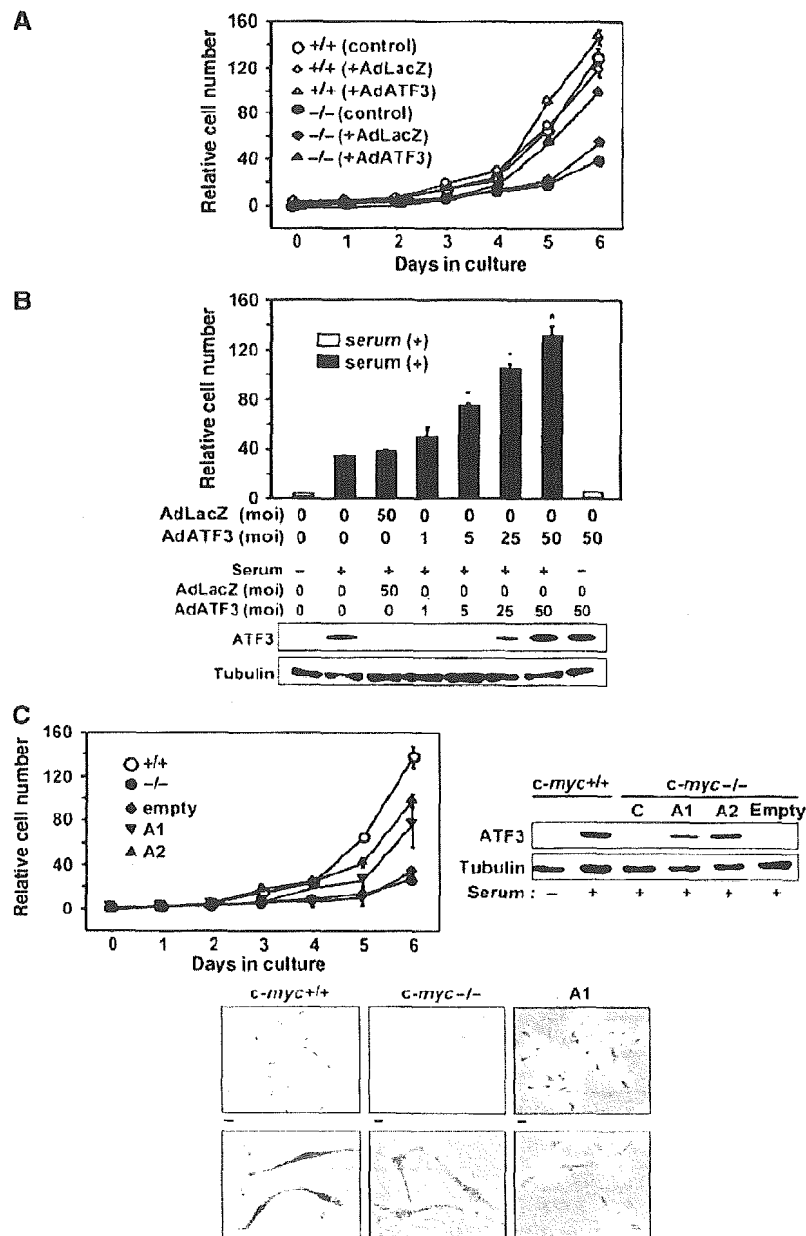 A
Relative cell number
160
120
80
40
0
+/+ (control)
+/+ (+AdLacZ)
+/+ (+AdATF3)
−/− (control)
−/− (+AdLacZ)
−/− (+AdATF3)
0 1 2 3 4 5 6
Days in culture
B
Relative cell number
160
120
80
40
0
serum (+)
serum (+)
AdLacZ (moi) 0 0 50 0 0 0 0 0
AdATF3 (moi) 0 0 0 1 5 25 50 50
Serum − + + + + + + −
AdLacZ (moi) 0 0 50 0 0 0 0 0
AdATF3 (moi) 0 0 0 1 5 25 50 50
ATF3
Tubulin
C
Relative cell number
160
120
80
40
0
+/+
−/−
empty
A1
A2
0 1 2 3 4 5 6
Days in culture
c-myc+/+ c-myc−/−
C A1 A2 Empty
ATF3
Tubulin
Serum : − + + + + +
c-myc+/+ c-myc−/− A1